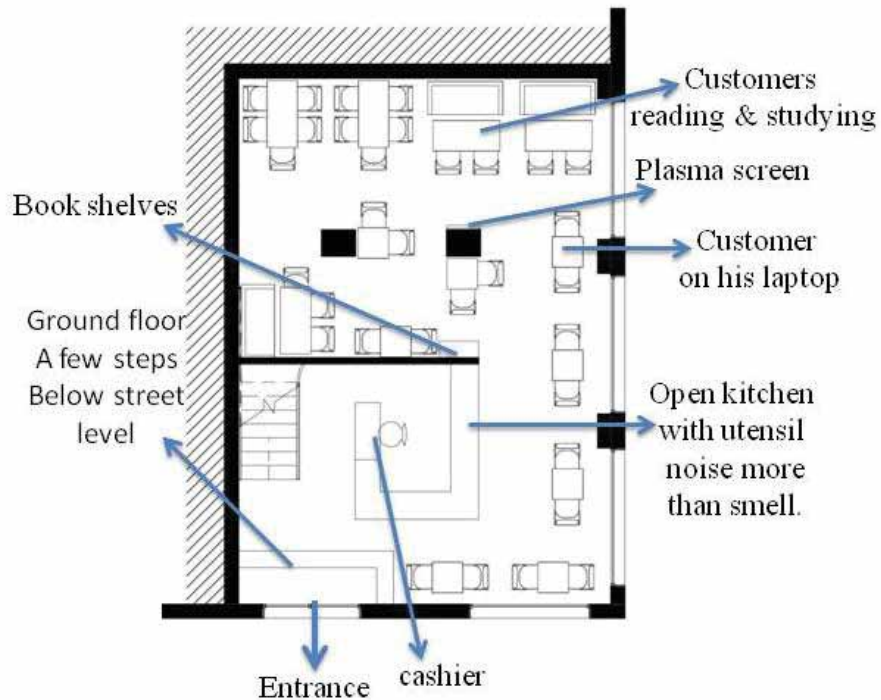 Customers
reading & studying
Plasma screen
Book shelves
Customer
on his laptop
Ground floor
A few steps
Below street
level
Open kitchen
with utensil
noise more
than smell.
Entrance
cashier